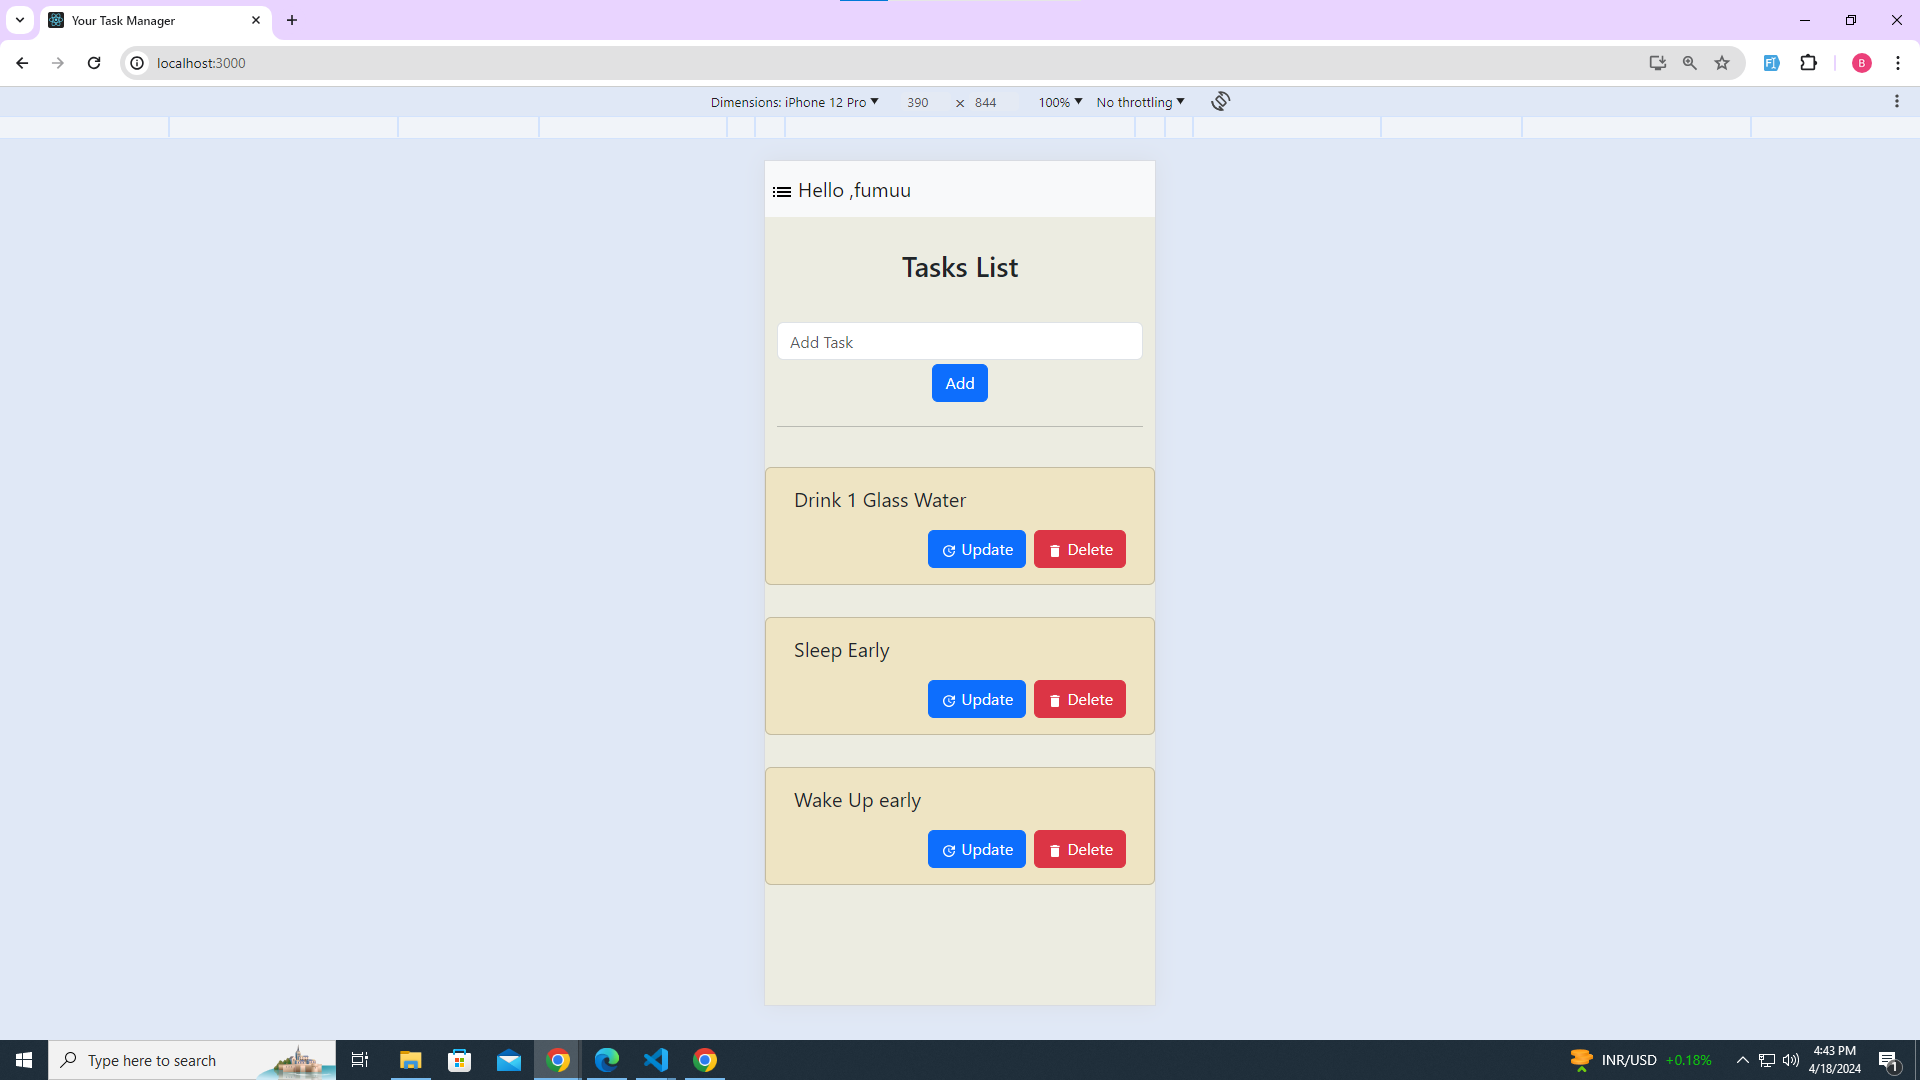 Your Task Manager
localhost:3000
B
Dimensions: iPhone 12 Pro 390 × 844 100% No throttling
Hello ,fumuu
Tasks List
Add Task
Add
Drink 1 Glass Water
Update Delete
Sleep Early
Update Delete
Wake Up early
Update Delete
Type here to search
INR/USD +0.18%
4:43 PM
4/18/2024
1